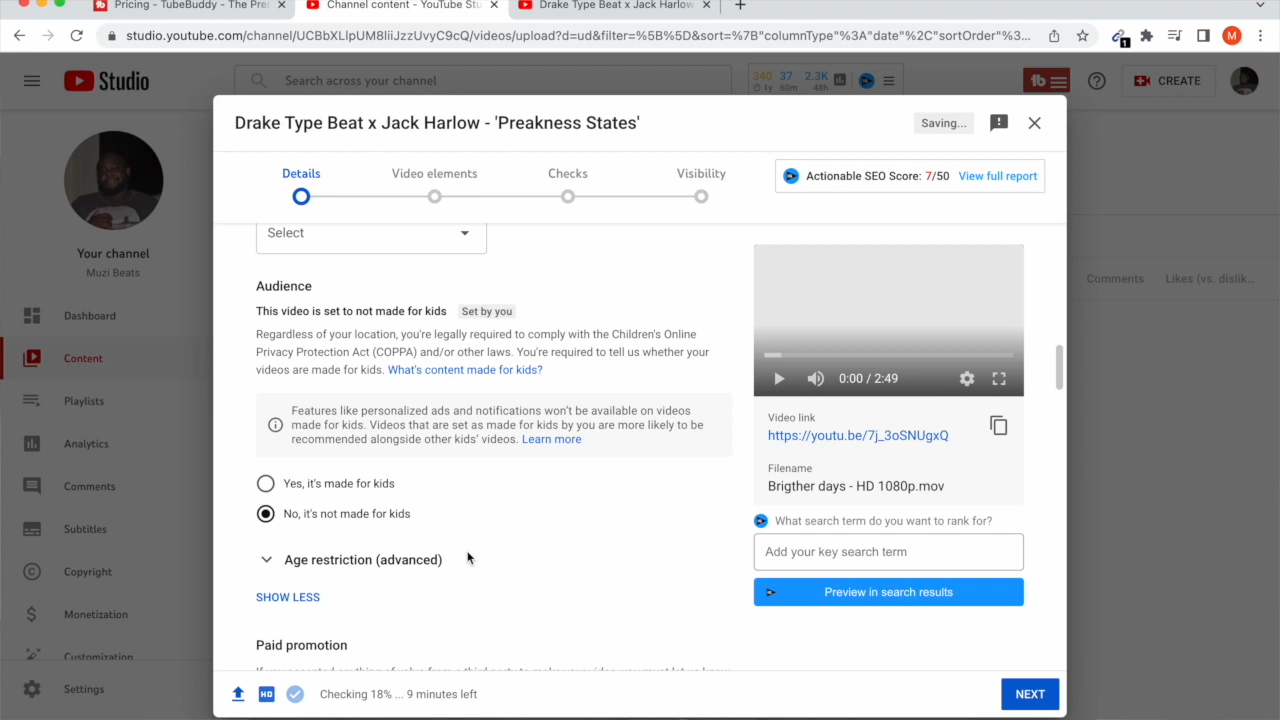 Pricing - TubeBuddy - The Pre
Channel content - YouTube Stu
Drake Type Beat x Jack Harlow
studio.youtube.com/channel/UCBbXLIpUM8IiiJzzUvyC9cQ/videos/upload?d=ud&filter=%5B%5D&sort=%7B"columnType"%3A"date"%2C"sortOrder"%3...
1
M
Studio
Search across your channel
340 37 2.3K
1y 60m 48h
CREATE
Drake Type Beat x Jack Harlow - 'Preakness States'
Saving...
Details
Video elements
Checks
Visibility
Actionable SEO Score: 7/50 View full report
Your channel
Muzi Beats
Dashboard
Content
Playlists
Analytics
Comments
Subtitles
Copyright
Monetization
Customization
Settings
Select
Audience
This video is set to not made for kids Set by you
Regardless of your location, you're legally required to comply with the Children's Online
Privacy Protection Act (COPPA) and/or other laws. You're required to tell us whether your
videos are made for kids. What's content made for kids?
Features like personalized ads and notifications won't be available on videos
made for kids. Videos that are set as made for kids by you are more likely to be
recommended alongside other kids' videos. Learn more
Yes, it's made for kids
No, it's not made for kids
Age restriction (advanced)
SHOW LESS
Paid promotion
0:00 / 2:49
Video link
https://youtu.be/7j_3oSNUgxQ
Filename
Brigther days - HD 1080p.mov
What search term do you want to rank for?
Add your key search term
Preview in search results
Comments
Likes (vs. dislik...
HD
Checking 18% ... 9 minutes left
NEXT